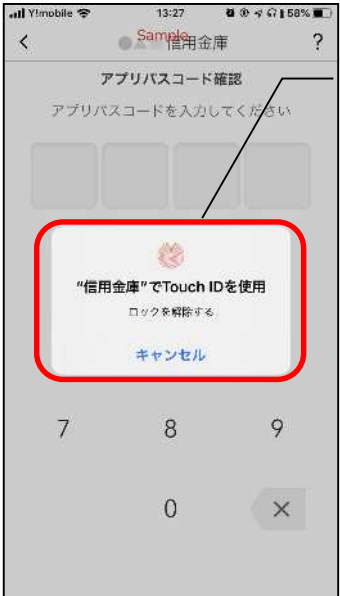 Y!mobile 13:27 58%
Sample
信用金庫 ?
アプリパスコード確認
アプリパスコードを入力してください
“信用金庫”でTouch IDを使用
ロックを解除する
キャンセル
7 8 9
0